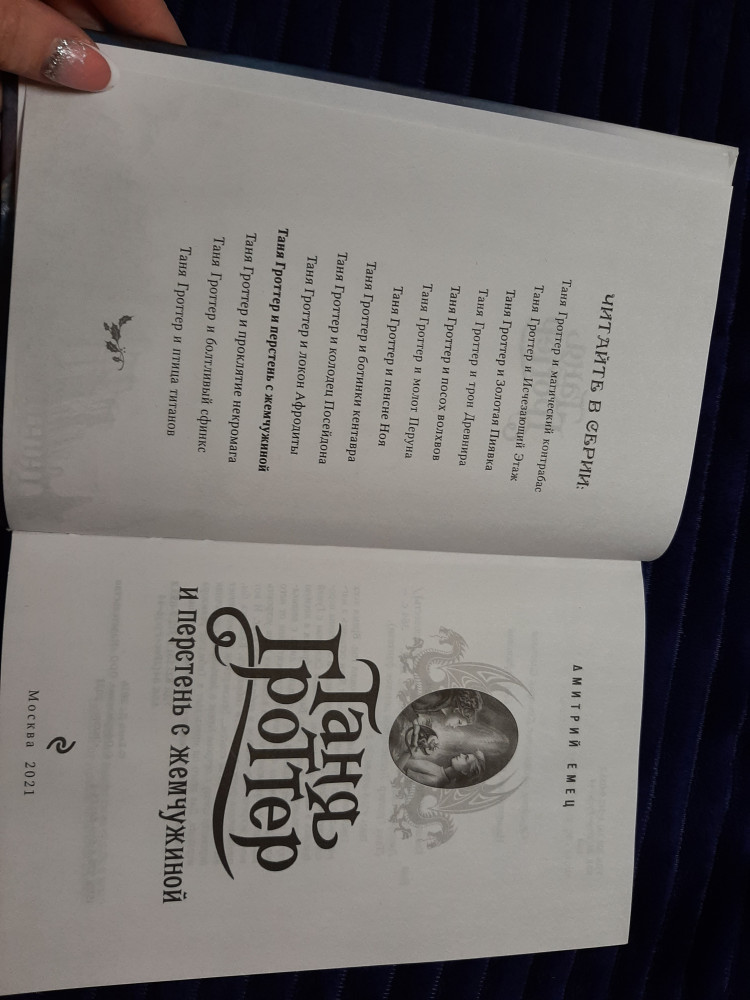 ЧИТАЙТЕ В СЕРИИ:
Таня Гроттер и магический контрабас
Таня Гроттер и Исчезающий Этаж
Таня Гроттер и Золотая Пиявка
Таня Гроттер и трон Древнира
Таня Гроттер и посох волхвов
Таня Гроттер и молот Перуна
Таня Гроттер и пенсне Ноя
Таня Гроттер и ботинки кентавра
Таня Гроттер и колодец Посейдона
Таня Гроттер и локон Афродиты
Таня Гроттер и перстень с жемчужиной
Таня Гроттер и проклятие некромага
Таня Гроттер и болтливый сфинкс
Таня Гроттер и птица титанов
ДМИТРИЙ ЕМЕЦ
Таня
Гроттер
и перстень с жемчужиной
Москва 2021